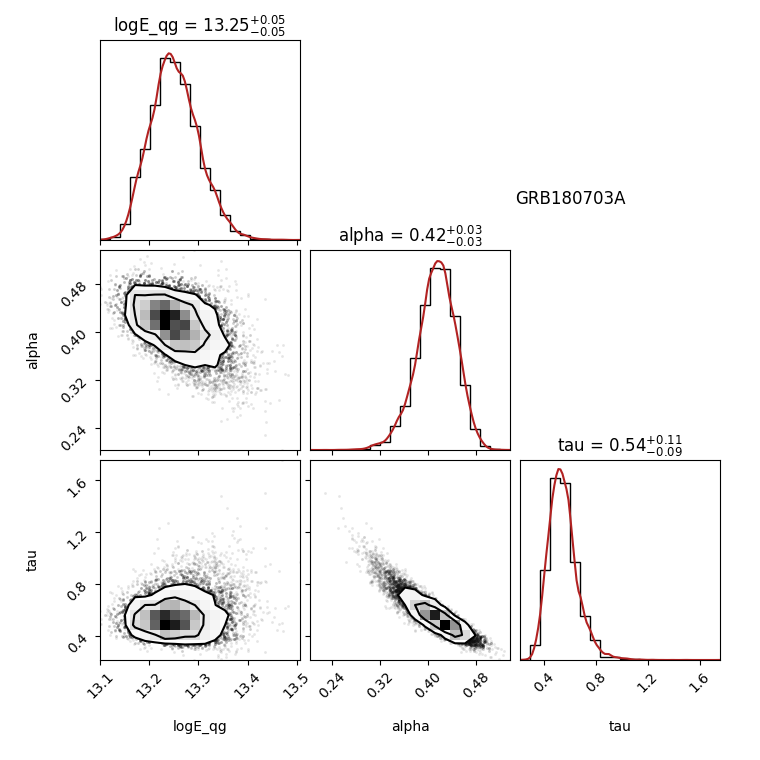 logE_qg = 13.25+0.05−0.05
GRB180703A
alpha = 0.42+0.03−0.03
0.48
0.40
0.32
0.24
alpha
tau = 0.54+0.11−0.09
1.6
1.2
0.8
0.4
tau
13.1 13.2 13.3 13.4 13.5
0.24 0.32 0.40 0.48
0.4 0.8 1.2 1.6
logE_qg alpha tau